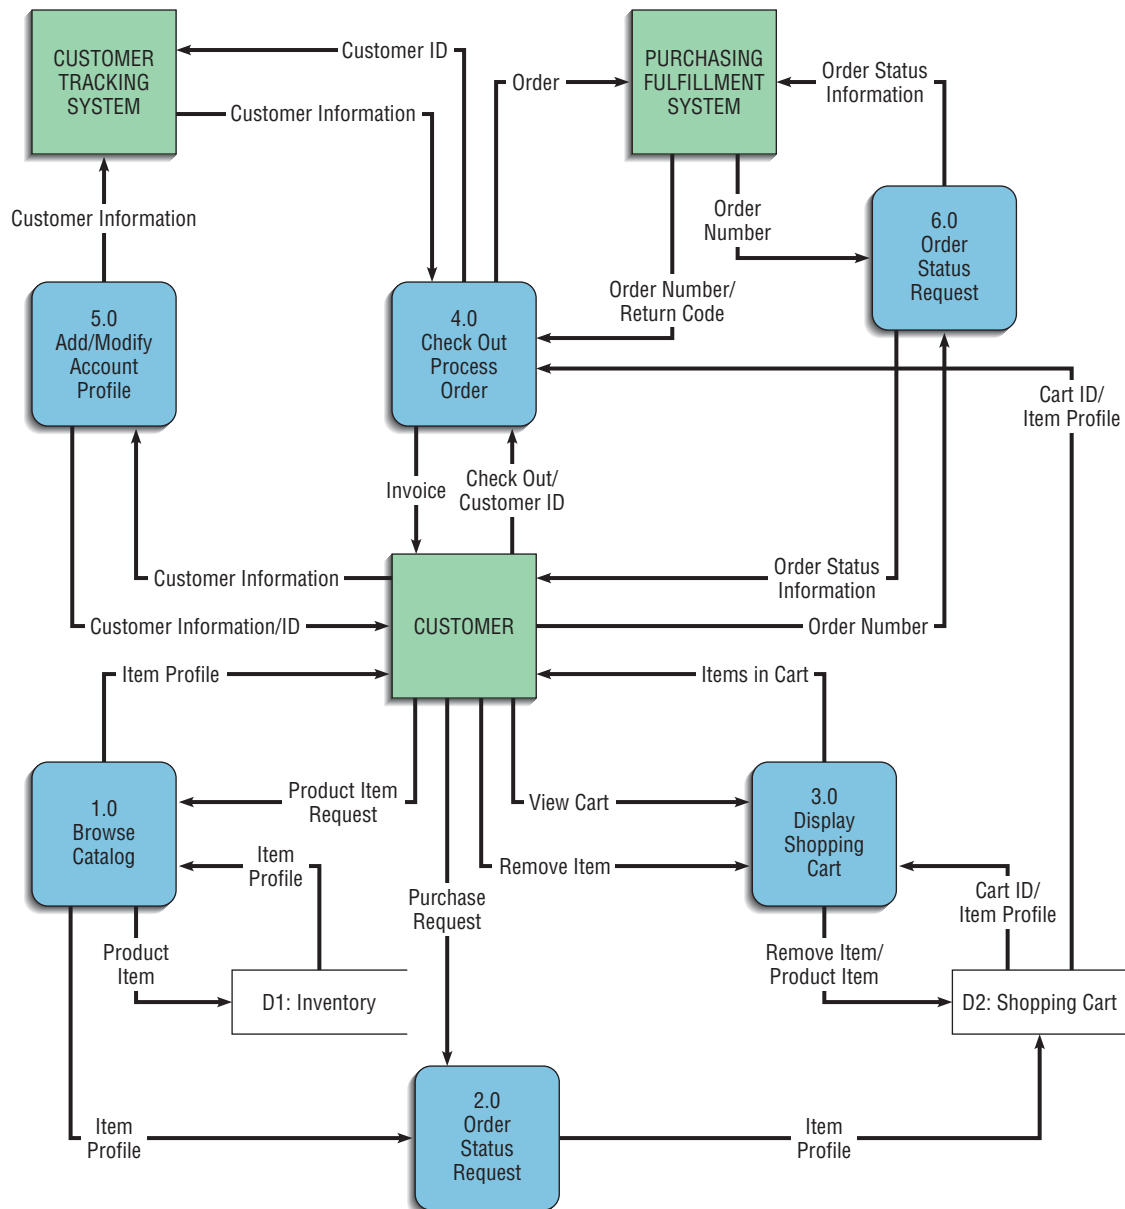 CUSTOMER
TRACKING
SYSTEM
Customer ID
Customer Information
Order
PURCHASING
FULFILLMENT
SYSTEM
Order Status
Information
Customer Information
Order
Number
6.0
Order
Status
Request
5.0
Add/Modify
Account
Profile
4.0
Check Out
Process
Order
Order Number/
Return Code
Cart ID/
Item Profile
Invoice
Check Out/
Customer ID
Customer Information
Order Status
Information
Customer Information/ID
CUSTOMER
Order Number
Item Profile
Items in Cart
1.0
Browse
Catalog
Product Item
Request
View Cart
3.0
Display
Shopping
Cart
Item
Profile
Remove Item
Purchase
Request
Cart ID/
Item Profile
Product
Item
Remove Item/
Product Item
D1: Inventory
D2: Shopping Cart
Item
Profile
2.0
Order
Status
Request
Item
Profile